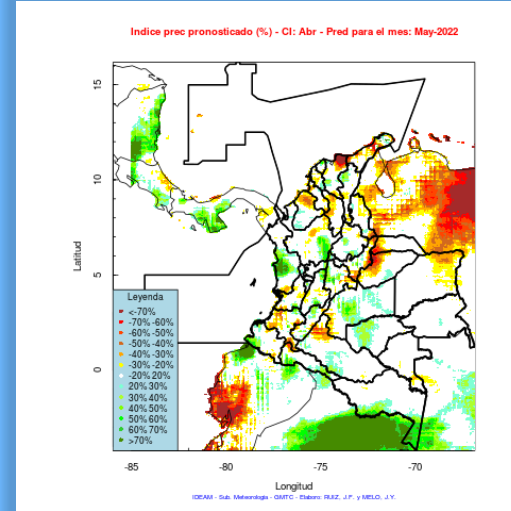 Indice prec pronosticado (%) - CI: Abr - Pred para el mes: May-2022
Latitud
15
10
5
0
Leyenda
<-70%
-70%-60%
-60%-50%
-50%-40%
-40%-30%
-30%-20%
-20%20%
20%30%
30%40%
40%50%
50%60%
60%70%
>70%
-85 -80 -75 -70
Longitud
IDEAM - Sub. Meteorologia - GMTC - Elaboro: RUIZ, J.F. y MELO, J.Y.